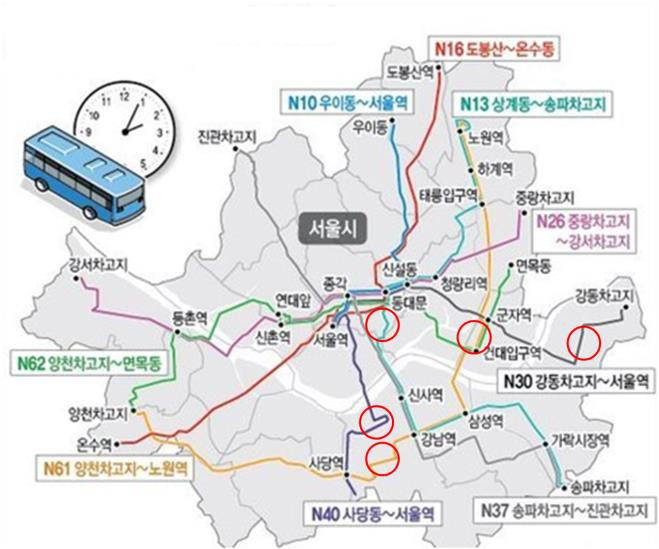 N16 도봉산~온수동
도봉산역
N10 우이동~서울역
우이동
N13 상계동~송파차고지
노원역
하계역
태릉입구역
중랑차고지
N26 중랑차고지
~강서차고지
진관차고지
11 12 1
10 2
9 3
4
5
서울시
강서차고지
중각
신설동
청량리역
면목동
동대문
연대앞
신촌역
서울역
등촌역
군자역
강동차고지
건대입구역
N62 양천차고지~면목동
N30 강동차고지~서울역
양천차고지
신사역
삼성역
온수역
강남역
가락시장역
N61 양천차고지~노원역
사당역
송파차고지
N40 사당동~서울역
N37 송파차고지~진관차고지